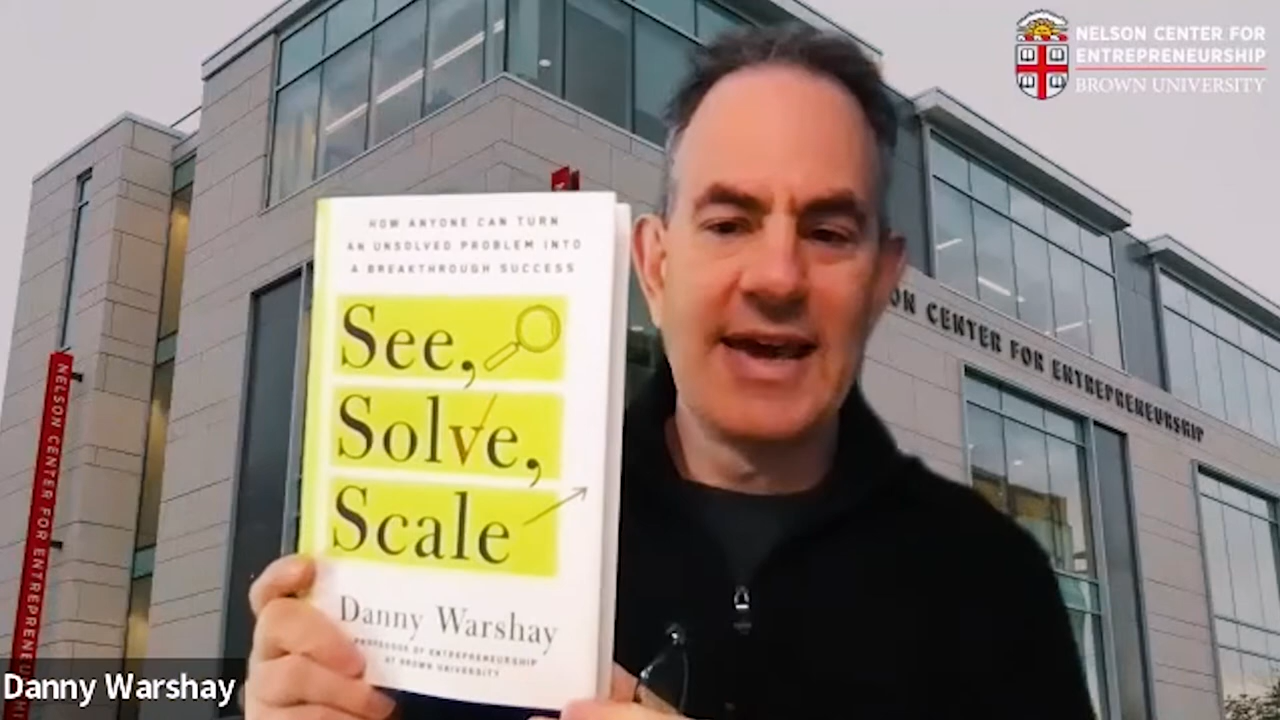 NELSON CENTER FOR
ENTREPRENEURSHIP
BROWN UNIVERSITY
HOW ANYONE CAN TURN
AN UNSOLVED PROBLEM INTO
A BREAKTHROUGH SUCCESS
See,
Solve,
Scale
Danny Warshay
PROFESSOR OF ENTREPRENEURSHIP
AT BROWN UNIVERSITY
ON CENTER FOR ENTREPRENEURSHIP
NELSON CENTER FOR ENTREPRENEURSHI
Danny Warshay